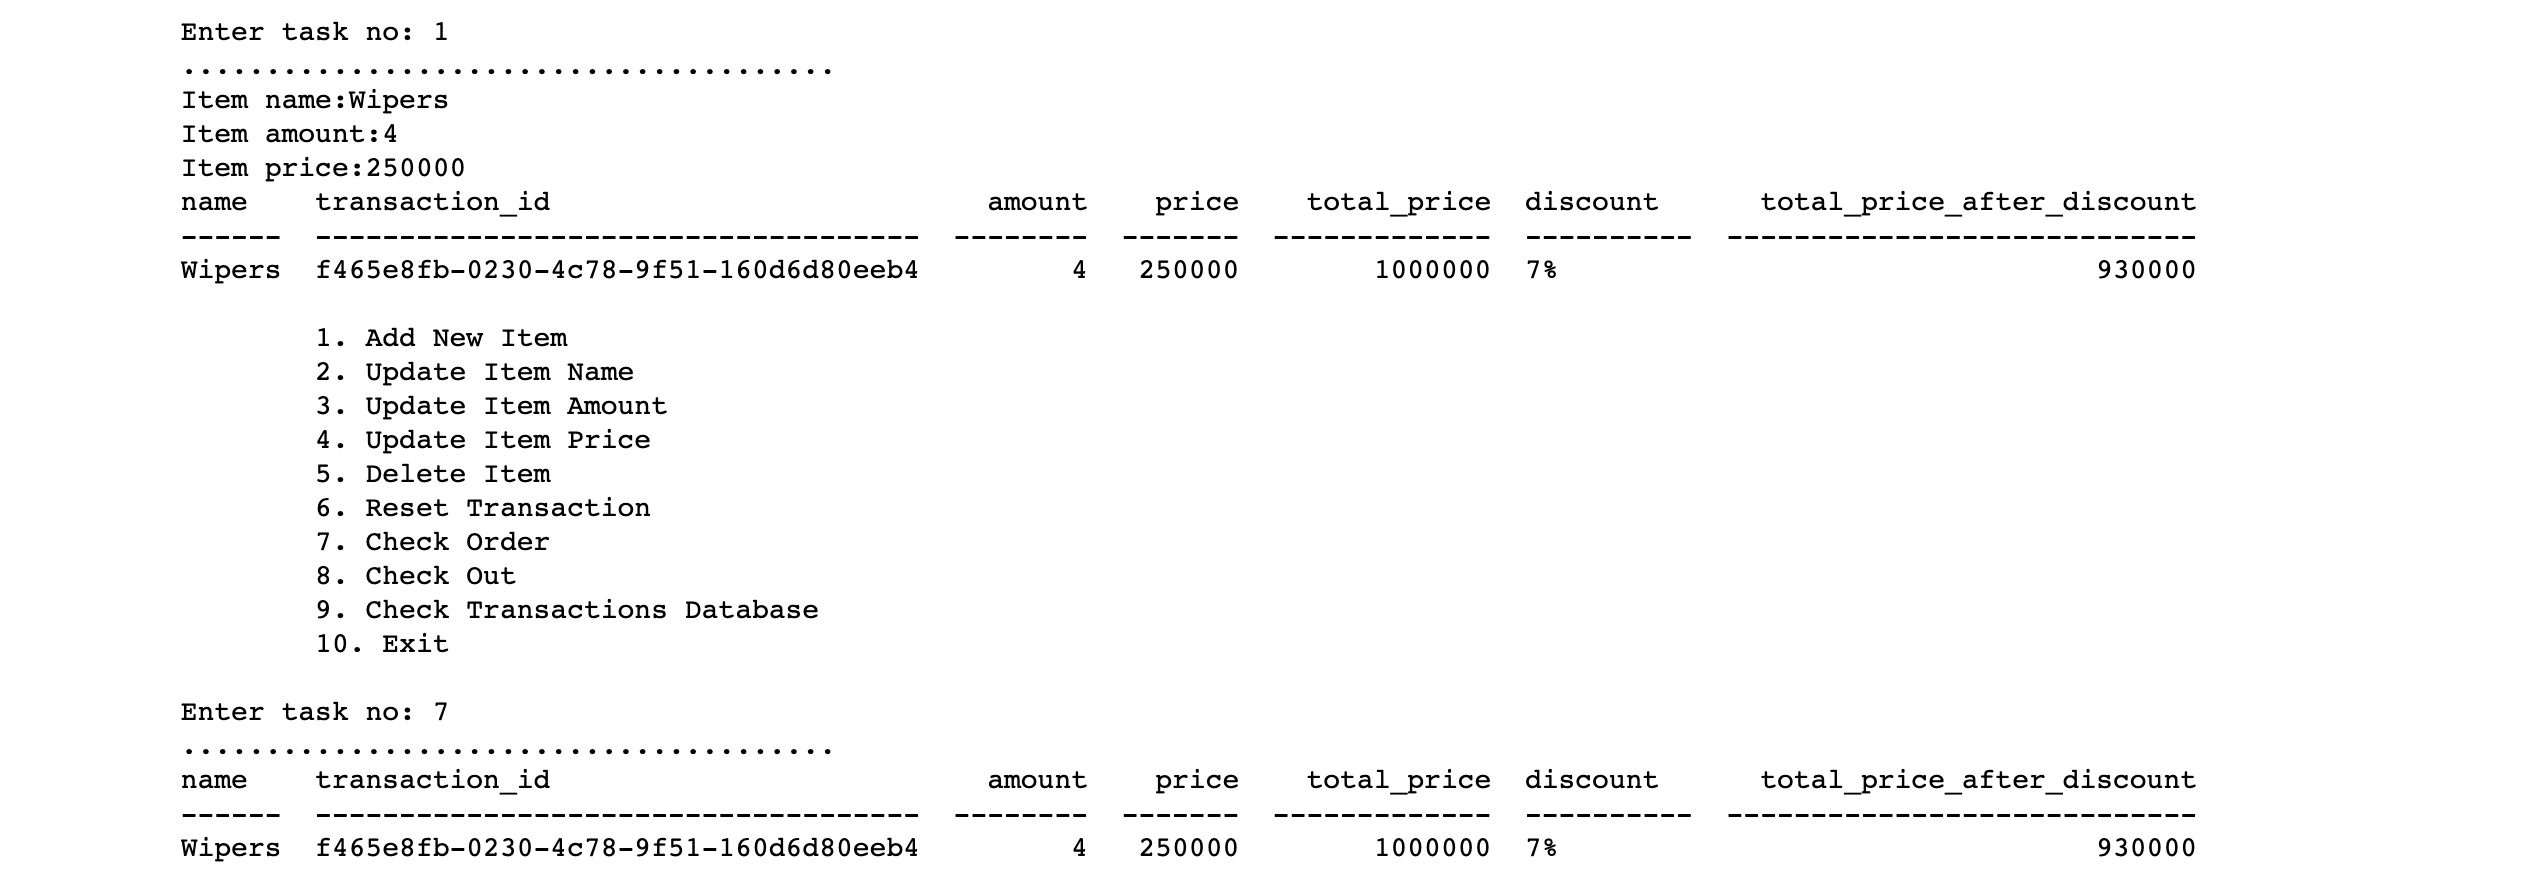 Enter task no: 1
.......................................
Item name:Wipers
Item amount:4
Item price:250000
name    transaction_id                          amount    price    total_price  discount      total_price_after_discount
------  ------------------------------------  --------  -------  -------------  ----------  ----------------------------
Wipers  f465e8fb-0230-4c78-9f51-160d6d80eeb4         4   250000        1000000  7%                                930000
1. Add New Item
2. Update Item Name
3. Update Item Amount
4. Update Item Price
5. Delete Item
6. Reset Transaction
7. Check Order
8. Check Out
9. Check Transactions Database
10. Exit
Enter task no: 7
.......................................
name    transaction_id                          amount    price    total_price  discount      total_price_after_discount
------  ------------------------------------  --------  -------  -------------  ----------  ----------------------------
Wipers  f465e8fb-0230-4c78-9f51-160d6d80eeb4         4   250000        1000000  7%                                930000